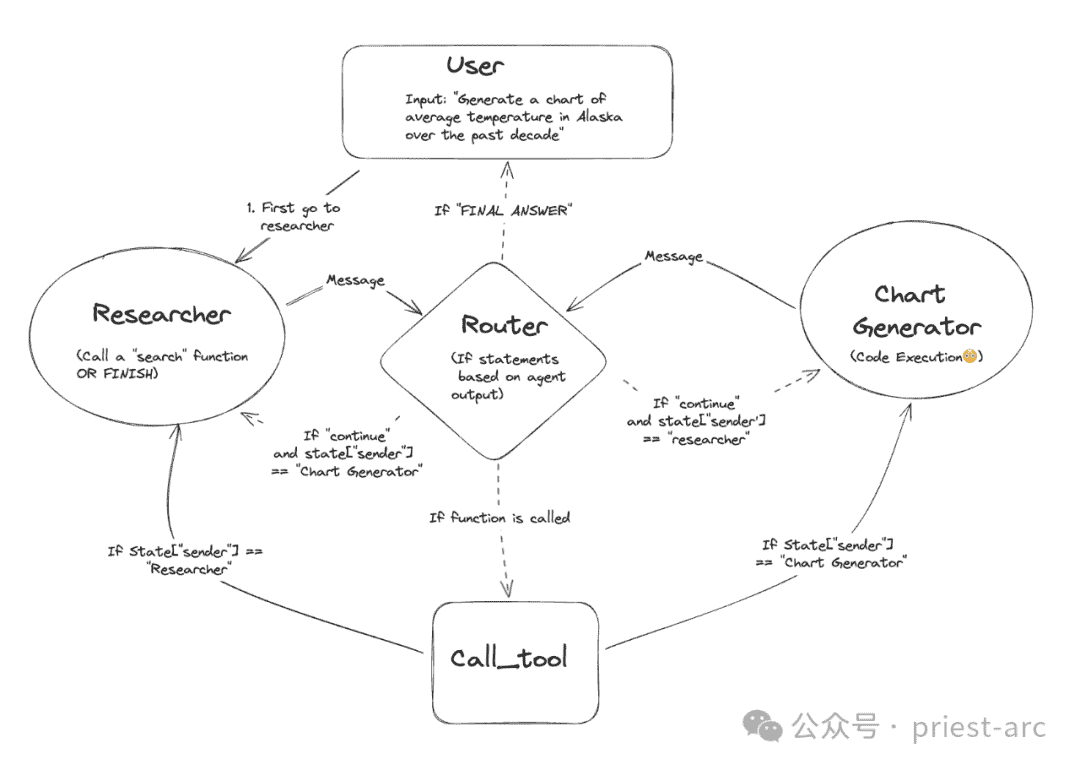 User
Input: "Generate a chart of
average temperature in Alaska
over the past decade"
1. First go to
researcher
If "FINAL ANSWER"
Message
Message
Researcher
(Call a "search" function
OR FINISH)
Router
(If statements
based on agent
output)
Chart
Generator
(Code Execution😳)
If "continue"
and state["sender"]
== "Chart Generator"
If "continue"
and state["sender']
== "researcher"
If function is called
If State["sender"] ==
"Researcher"
If State["sender"]
== "Chart Generator"
Call_tool
公众号 · priest-arc